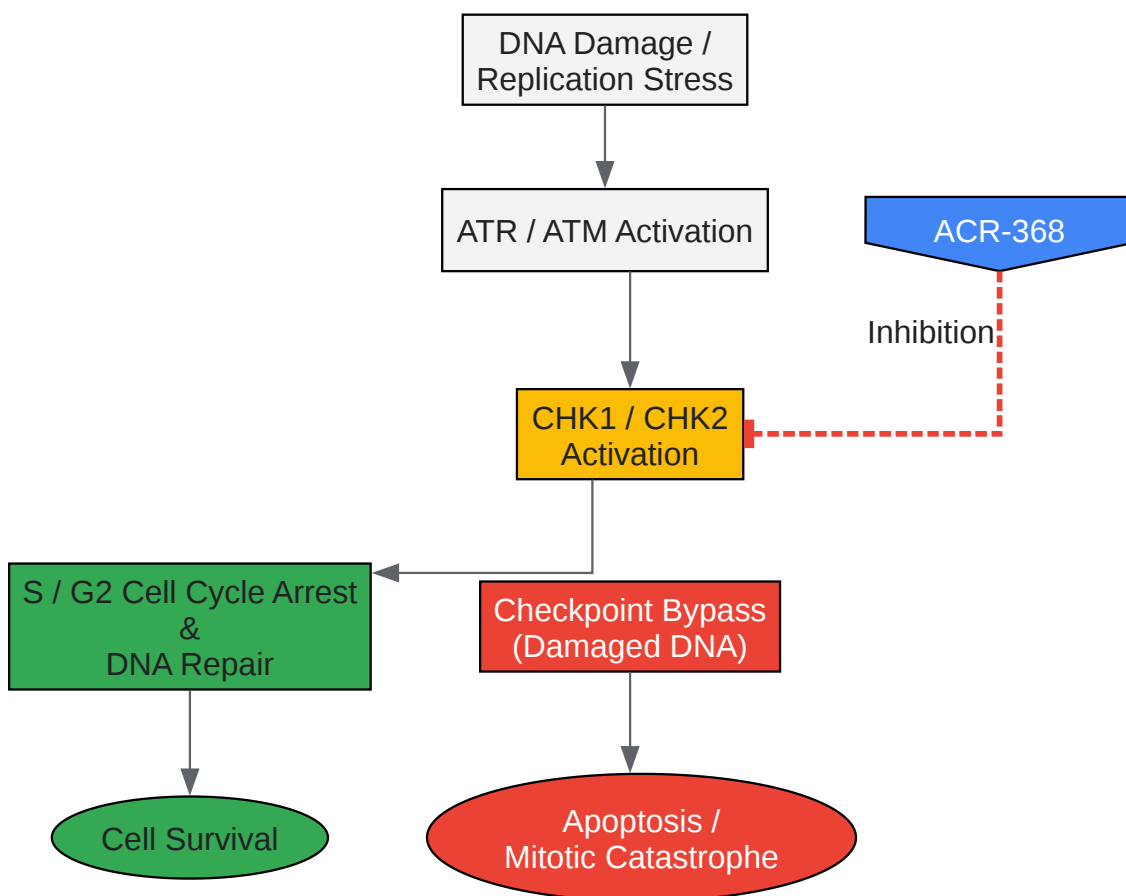 DNA Damage /
Replication Stress
ATR / ATM Activation
ACR-368
Inhibition
CHK1 / CHK2
Activation
S / G2 Cell Cycle Arrest
&
DNA Repair
Checkpoint Bypass
(Damaged DNA)
Cell Survival
Apoptosis /
Mitotic Catastrophe